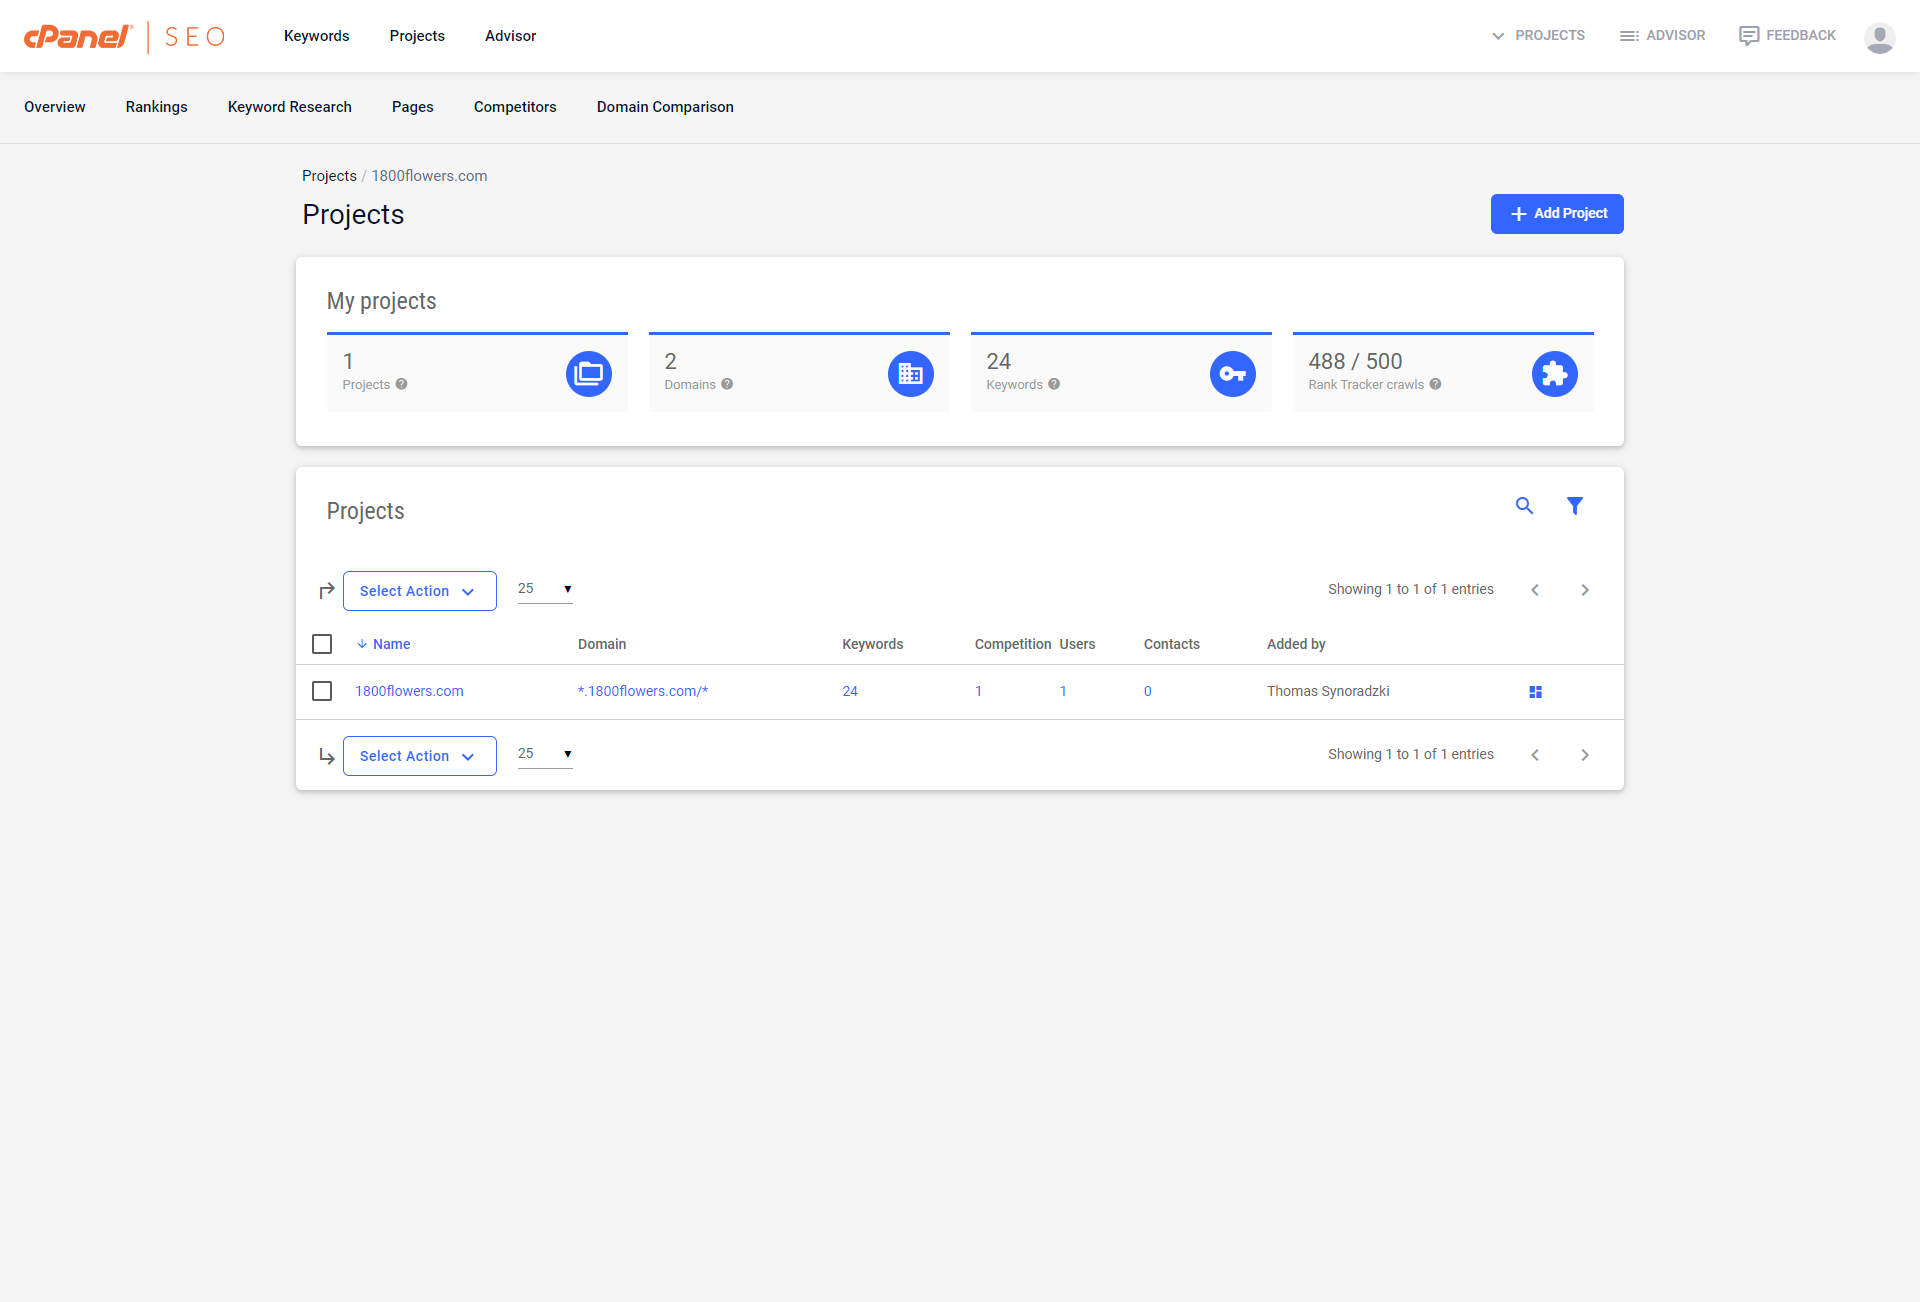 cPanel® | SEO Keywords Projects Advisor PROJECTS ADVISOR FEEDBACK
Overview Rankings Keyword Research Pages Competitors Domain Comparison
Projects / 1800flowers.com
Projects
Add Project
My projects
1
Projects ?
2
Domains ?
24
Keywords ?
488 / 500
Rank Tracker crawls ?
Projects
Select Action 25 Showing 1 to 1 of 1 entries
Name Domain Keywords Competition Users Contacts Added by
1800flowers.com *.1800flowers.com/* 24 1 1 0 Thomas Synoradzki
Select Action 25 Showing 1 to 1 of 1 entries